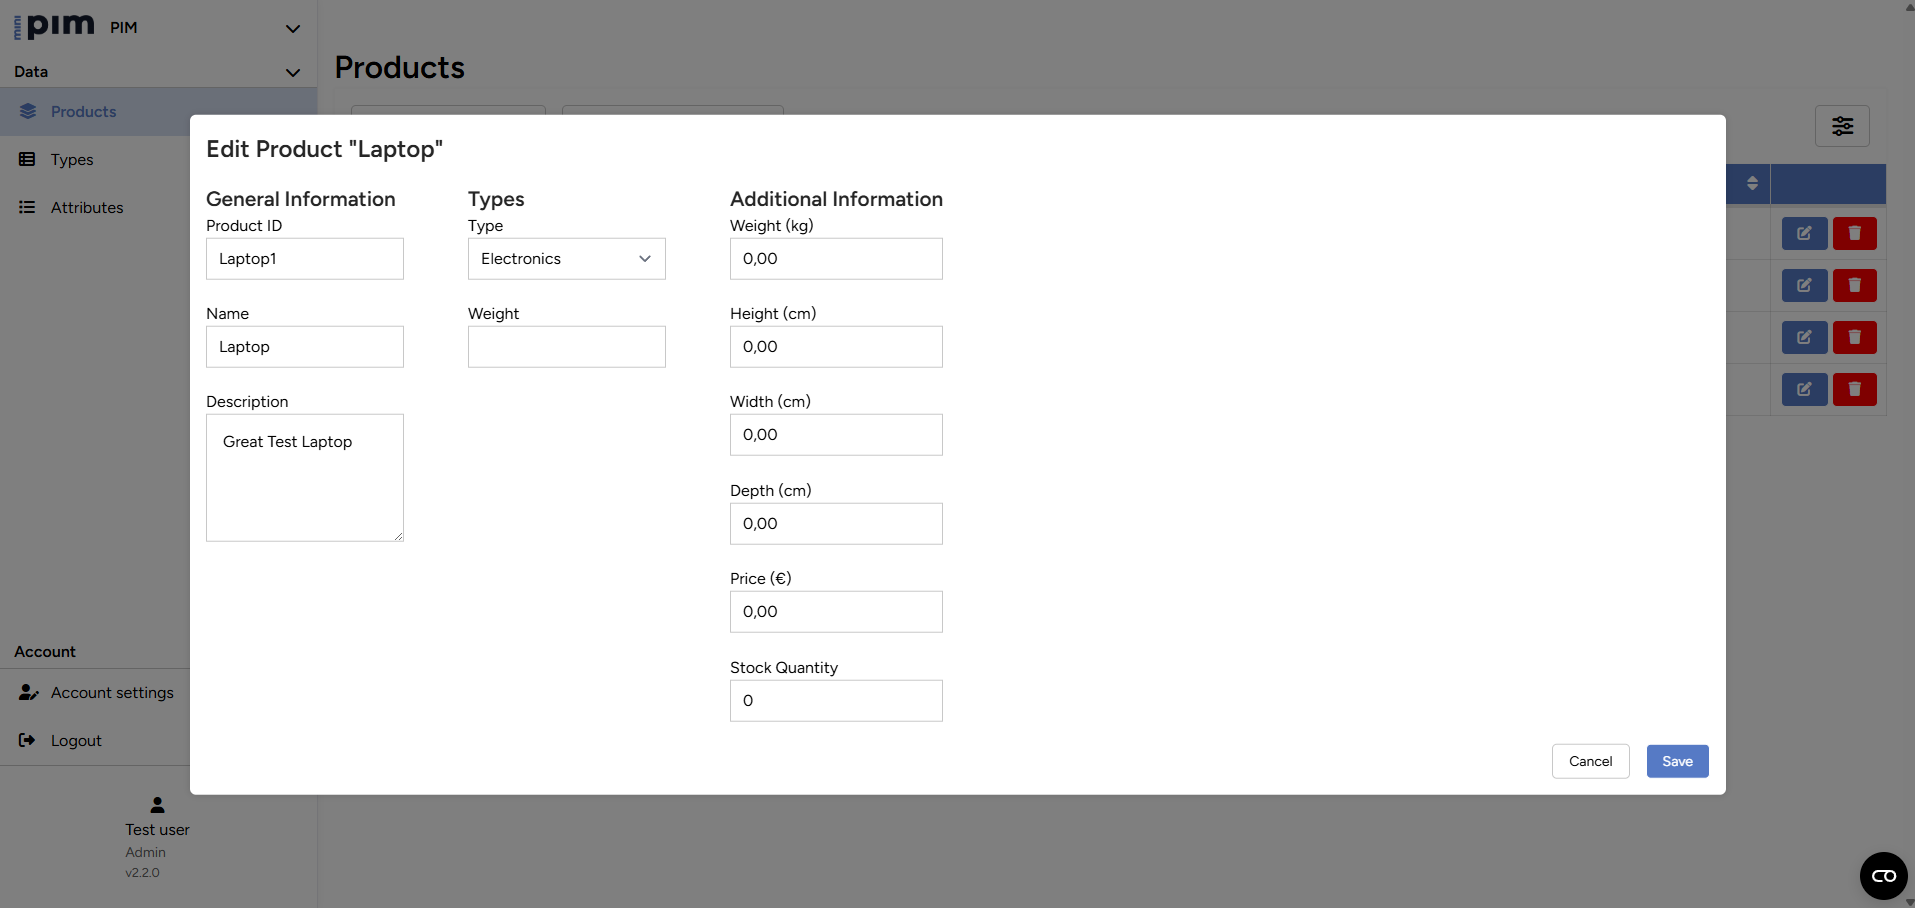 mini pim PIM
Data
Products
Types
Attributes
Account
Account settings
Logout
Test user
Admin
v2.2.0
Products
Edit Product "Laptop"
General Information
Product ID
Laptop1
Name
Laptop
Description
Great Test Laptop
Types
Type
Electronics
Weight
Additional Information
Weight (kg)
0,00
Height (cm)
0,00
Width (cm)
0,00
Depth (cm)
0,00
Price (€)
0,00
Stock Quantity
0
Cancel
Save